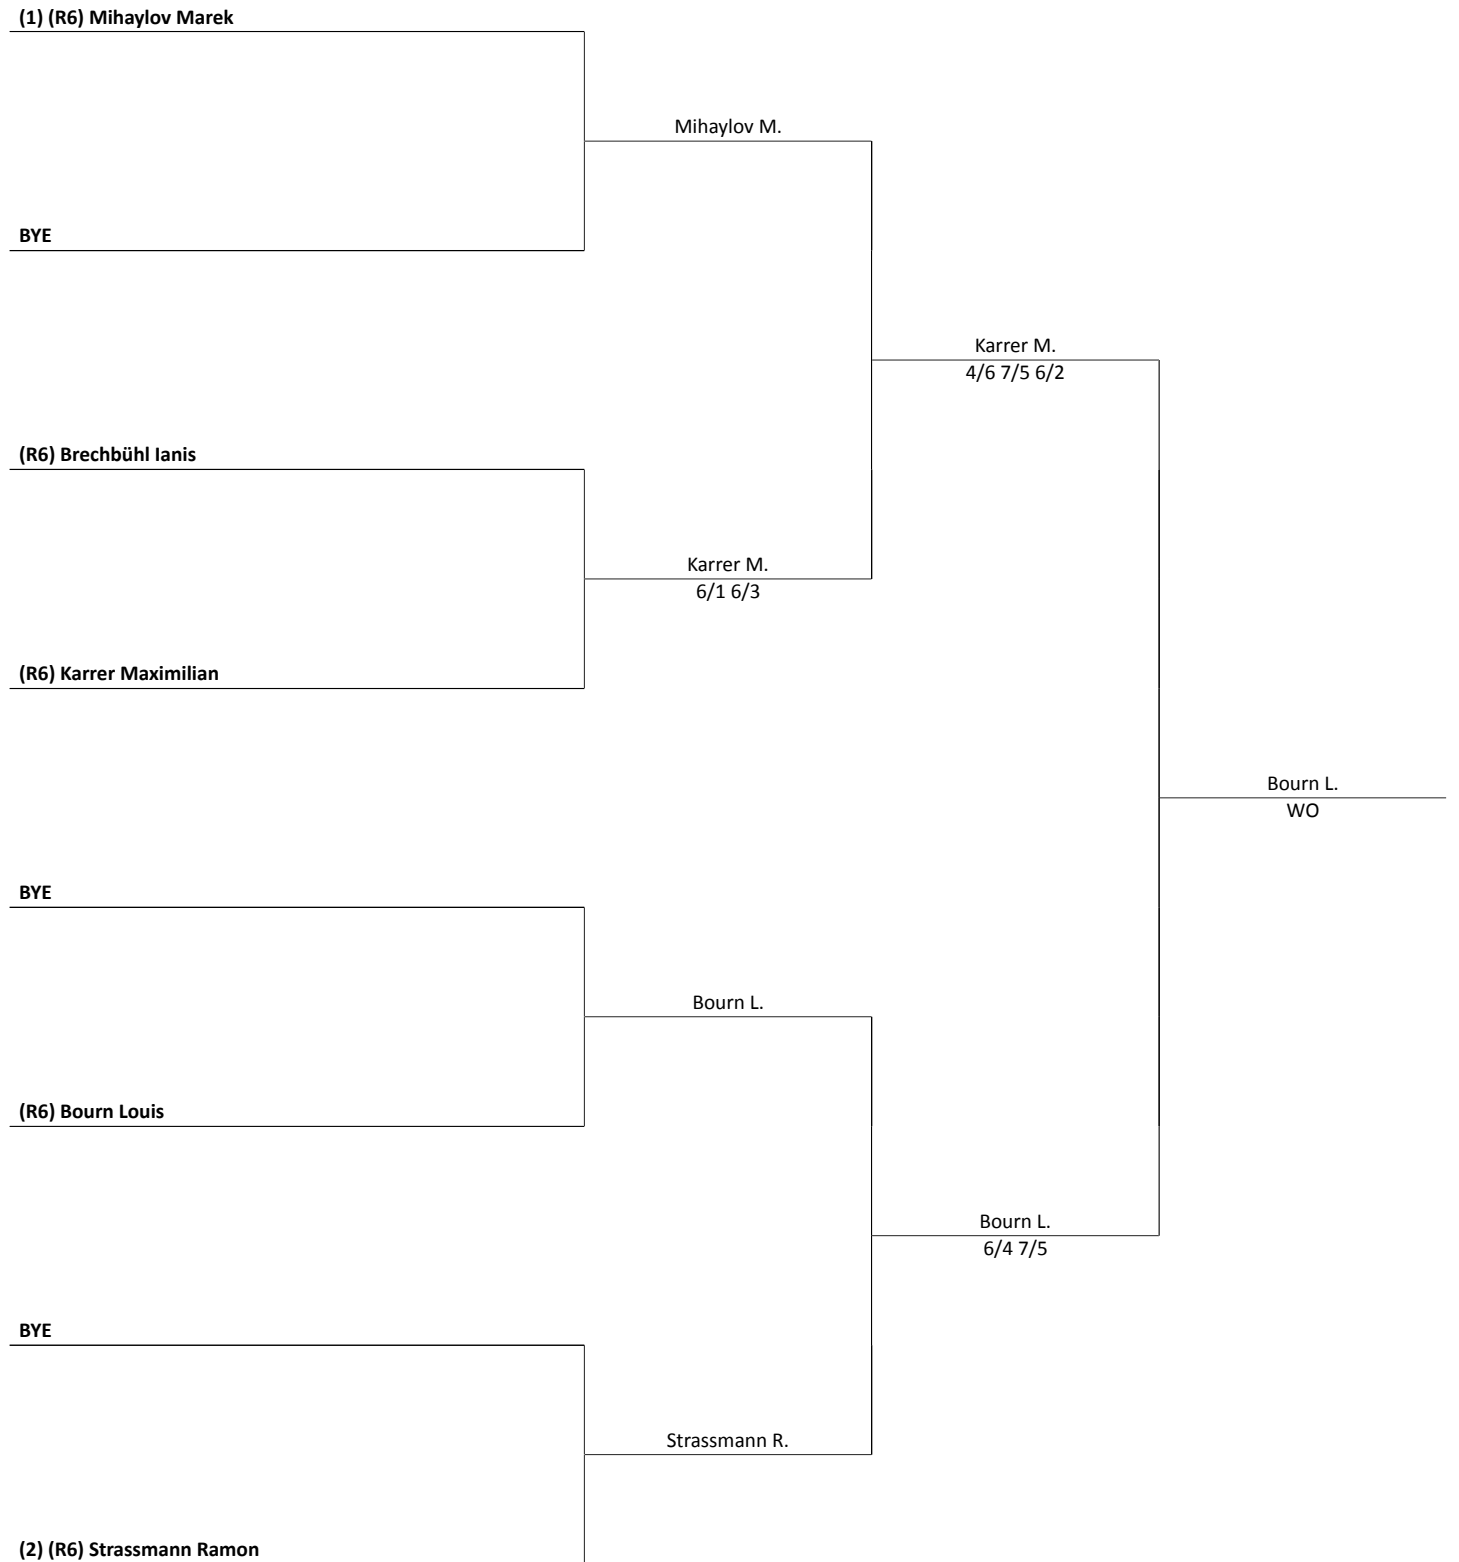 (1) (R6) Mihaylov Marek
Mihaylov M.
BYE
Karrer M.
4/6 7/5 6/2
(R6) Brechbühl Ianis
Karrer M.
6/1 6/3
(R6) Karrer Maximilian
Bourn L.
WO
BYE
Bourn L.
(R6) Bourn Louis
Bourn L.
6/4 7/5
BYE
Strassmann R.
(2) (R6) Strassmann Ramon